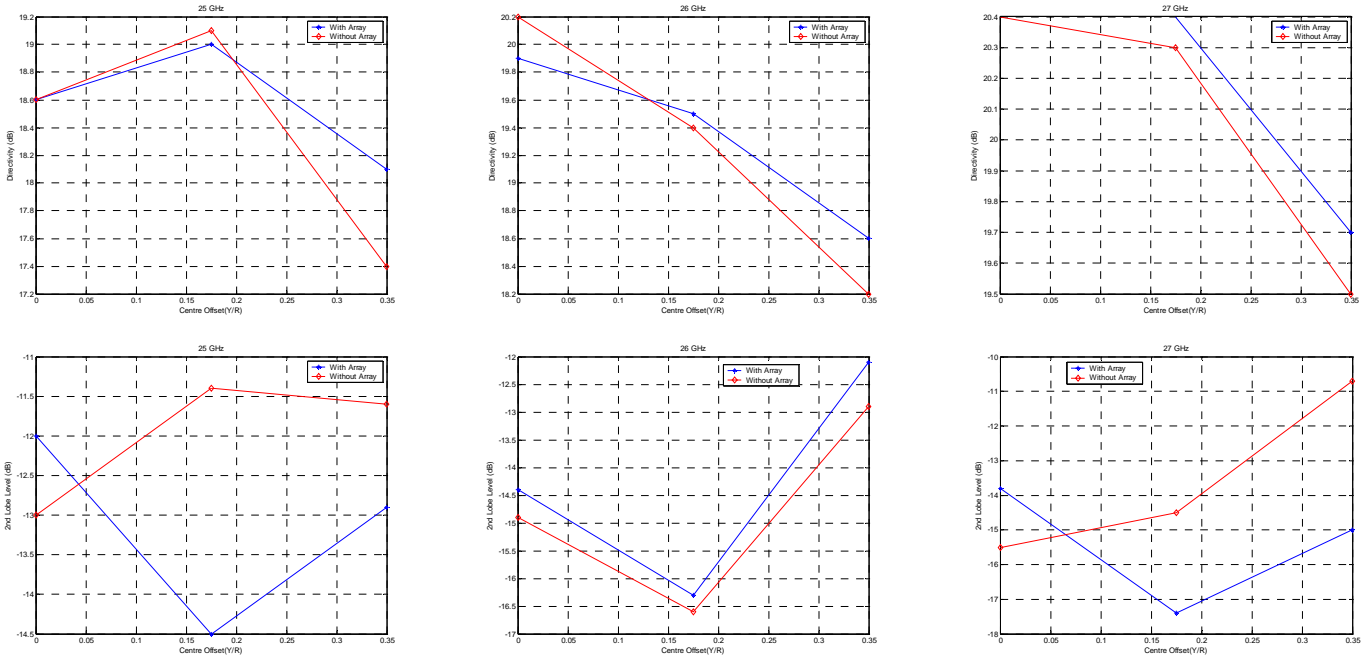 25 GHz
19.2
19
18.8
18.6
18.4
18.2
18
17.8
17.6
17.4
17.2
Directivity (dB)
0 0.05 0.1 0.15 0.2 0.25 0.3 0.35
Centre Offset(Y/R)
With Array
Without Array
26 GHz
20.2
20
19.8
19.6
19.4
19.2
19
18.8
18.6
18.4
18.2
Directivity (dB)
0 0.05 0.1 0.15 0.2 0.25 0.3 0.35
Centre Offset(Y/R)
With Array
Without Array
27 GHz
20.4
20.3
20.2
20.1
20
19.9
19.8
19.7
19.6
19.5
Directivity (dB)
0 0.05 0.1 0.15 0.2 0.25 0.3 0.35
Centre Offset(Y/R)
With Array
Without Array
25 GHz
-11
-11.5
-12
-12.5
-13
-13.5
-14
-14.5
2nd Lobe Level (dB)
0 0.05 0.1 0.15 0.2 0.25 0.3 0.35
Centre Offset(Y/R)
With Array
Without Array
26 GHz
-12
-12.5
-13
-13.5
-14
-14.5
-15
-15.5
-16
-16.5
-17
2nd Lobe Level (dB)
0 0.05 0.1 0.15 0.2 0.25 0.3 0.35
Centre Offset(Y/R)
With Array
Without Array
27 GHz
-10
-11
-12
-13
-14
-15
-16
-17
-18
2nd Lobe Level (dB)
0 0.05 0.1 0.15 0.2 0.25 0.3 0.35
Centre Offset(Y/R)
With Array
Without Array